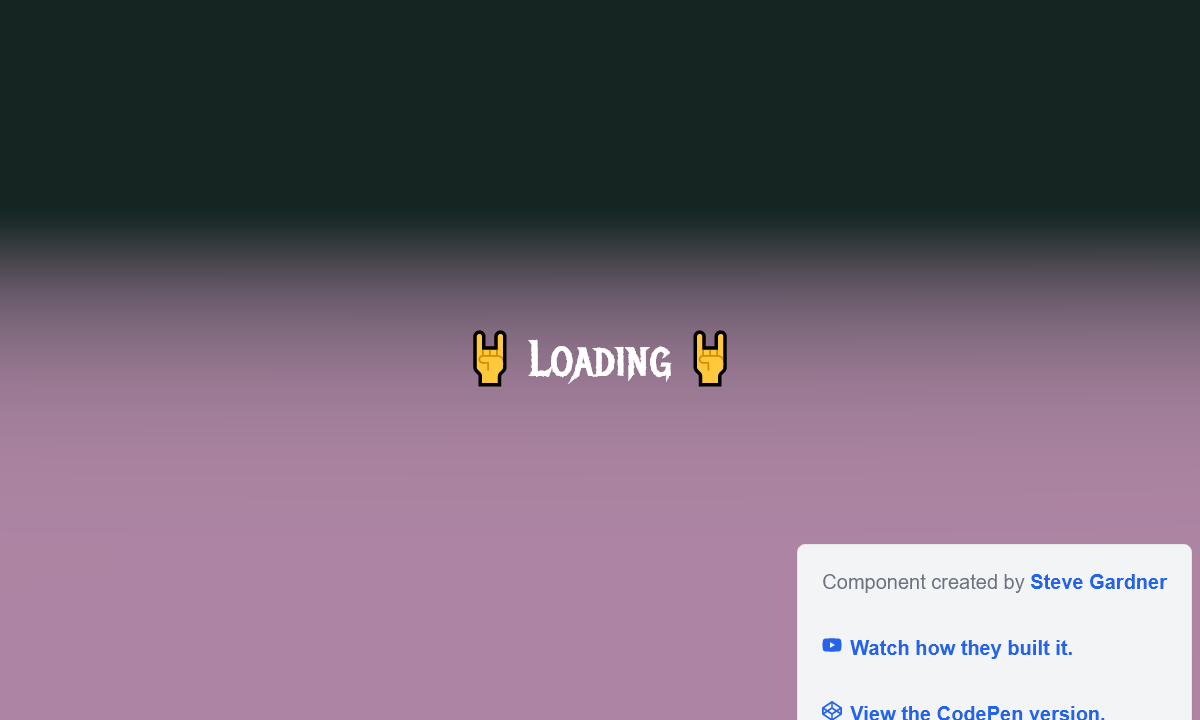 Loading
Component created by Steve Gardner
Watch how they built it.
View the CodePen version.